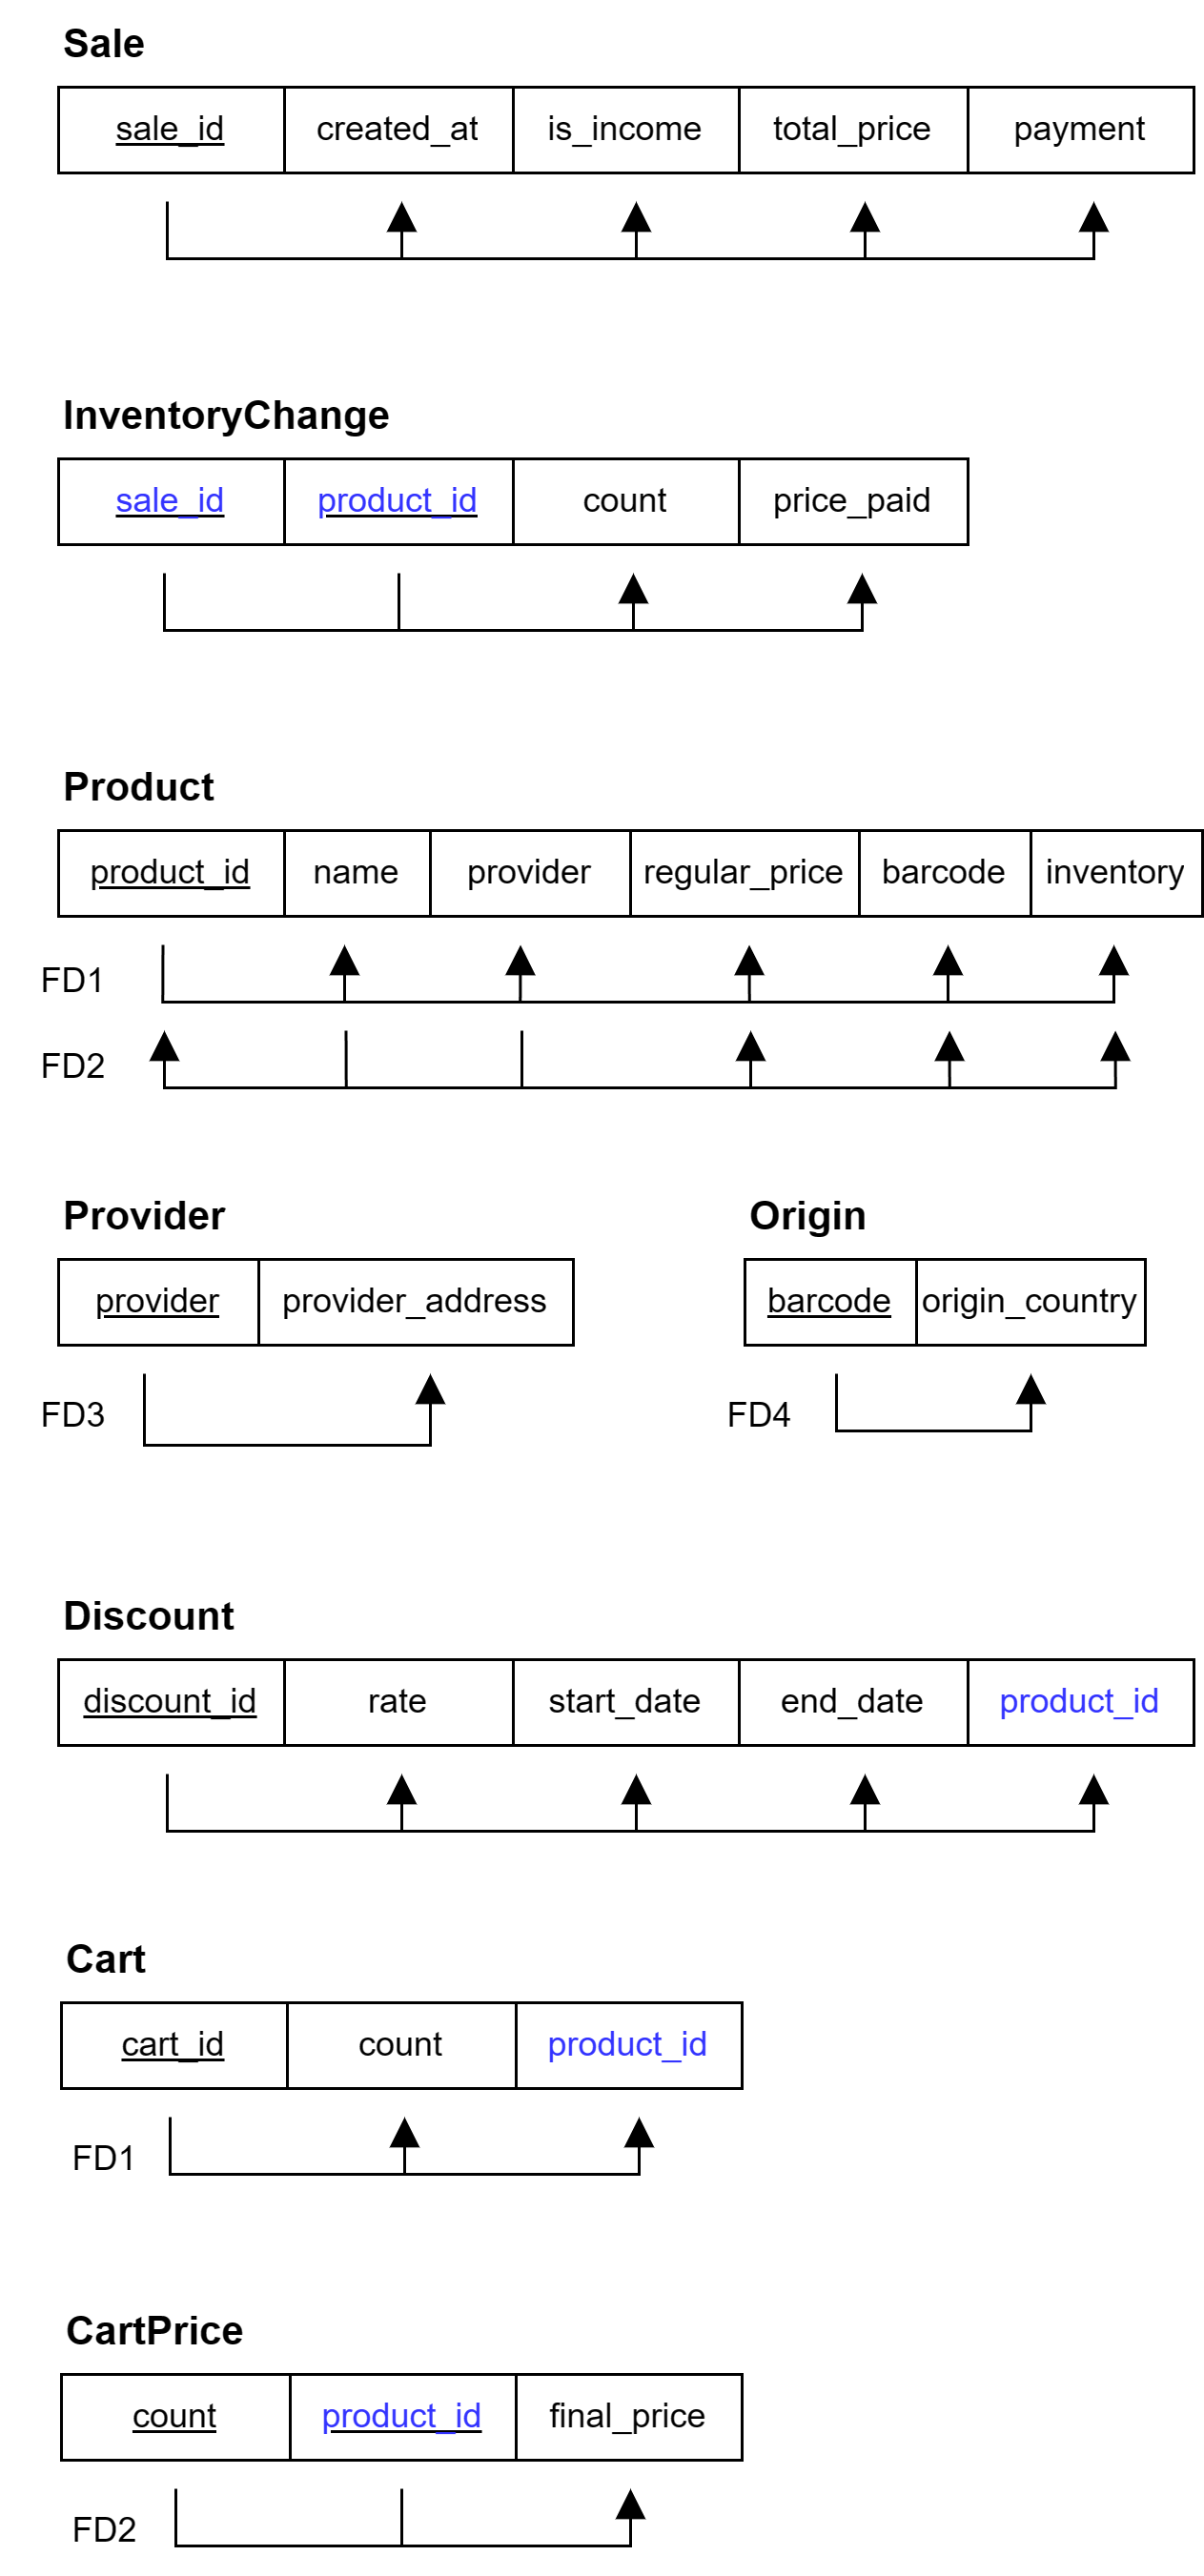 Sale
sale_id created_at is_income total_price payment
InventoryChange
sale_id product_id count price_paid
Product
product_id name provider regular_price barcode inventory
FD1
FD2
Provider Origin
provider provider_address barcode origin_country
FD3 FD4
Discount
discount_id rate start_date end_date product_id
Cart
cart_id count product_id
FD1
CartPrice
count product_id final_price
FD2